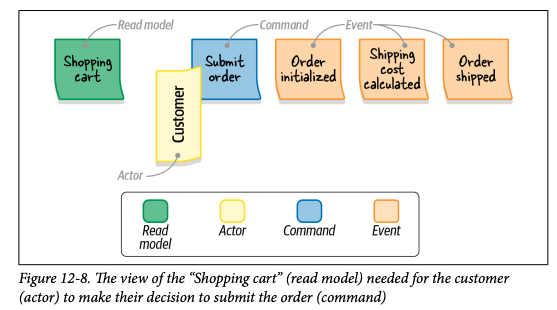 Read model
Command
Event
Shopping
cart
Submit
order
Order
initialized
Shipping
cost
calculated
Order
shipped
Customer
Actor
Read
model
Actor
Command
Event
Figure 12-8. The view of the “Shopping cart” (read model) needed for the customer
(actor) to make their decision to submit the order (command)